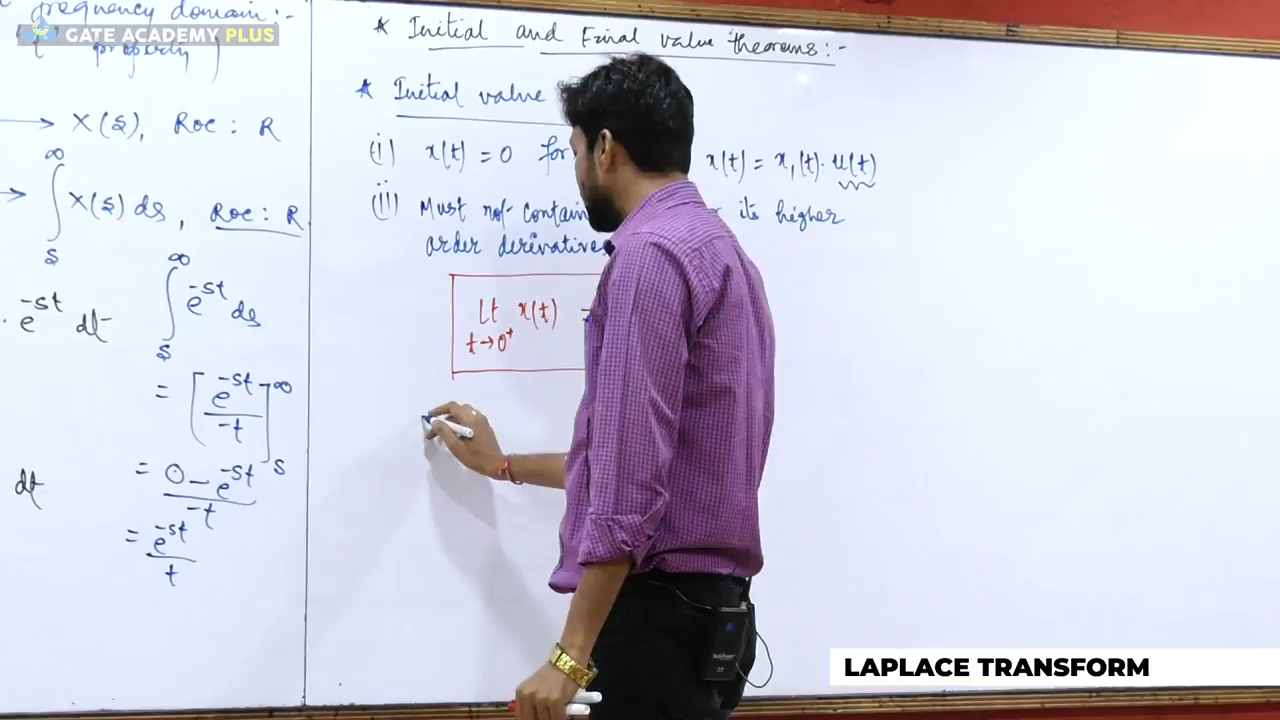 frequency domain:-
GATE ACADEMY PLUS
property)
→ X(s), Roc: R
∞
→ ∫ X(s) ds, Roc: R
s
. e^-st dt
∞
∫ e^-st ds
s
= [e^-st / -t]^∞_s
dt
= 0 - e^-st / -t
= e^-st / t
* Initial and Final value theorems:-
* Initial value
(i) x(t) = 0 for x(t) = x₁(t)· u(t)
(ii) Must not contain its higher
order derivatives
Lt x(t) =
t→0⁺
LAPLACE TRANSFORM